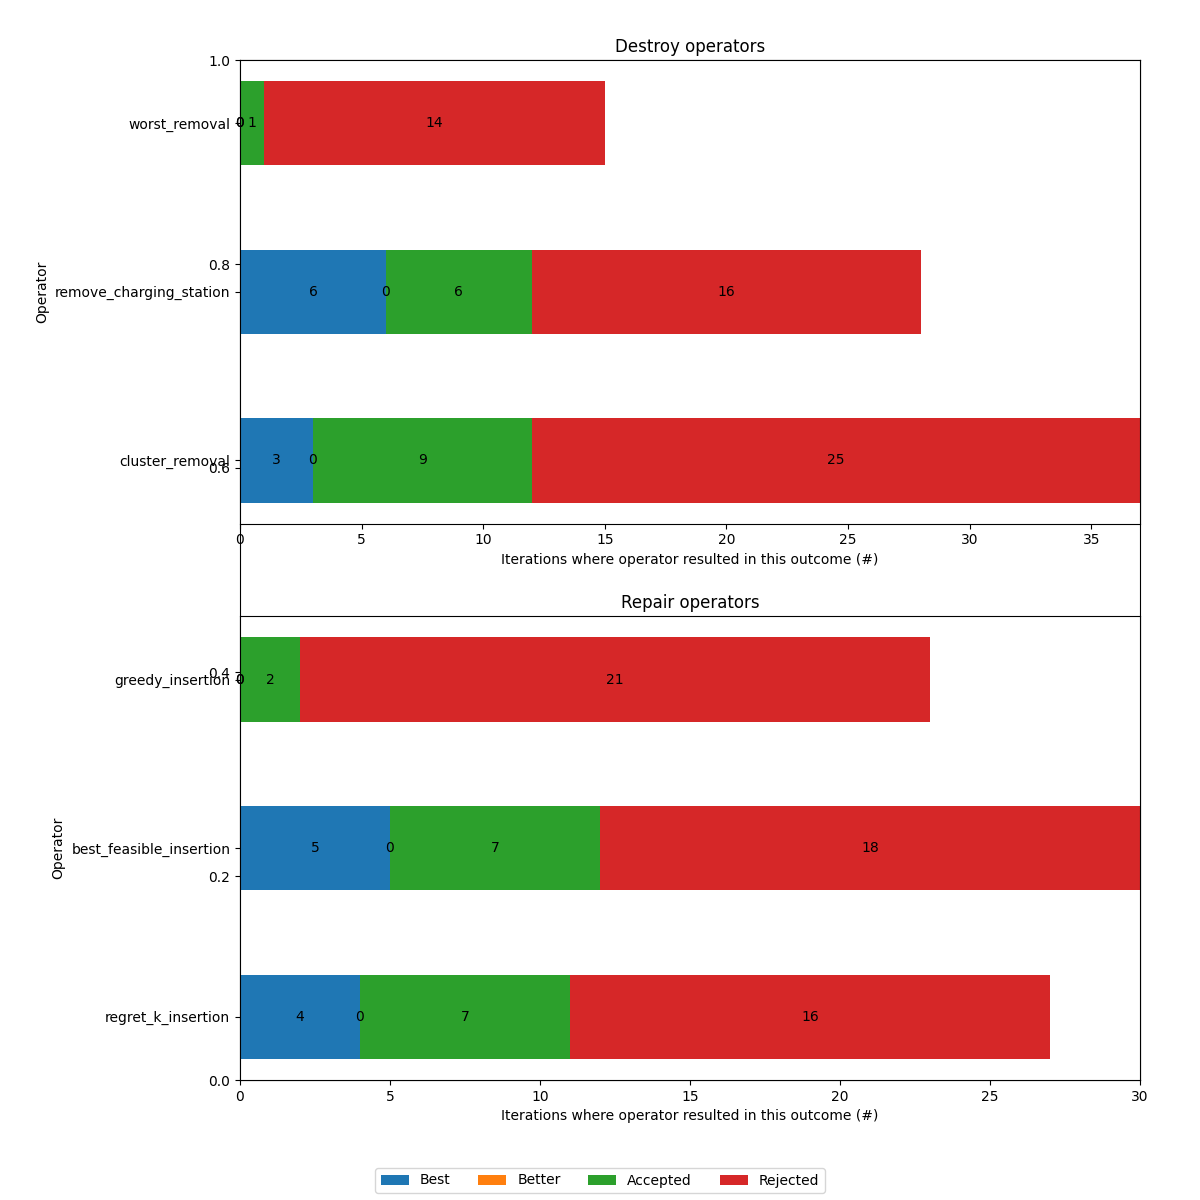 Destroy operators
1.0
worst_removal 0 1 14
0.8
Operator
remove_charging_station 6 0 6 16
cluster_removal 3 0 9 25
0.6
0 5 10 15 20 25 30 35
Iterations where operator resulted in this outcome (#)
Repair operators
0.4
greedy_insertion 0 2 21
Operator
best_feasible_insertion 5 0 7 18
0.2
regret_k_insertion 4 0 7 16
0.0
0 5 10 15 20 25 30
Iterations where operator resulted in this outcome (#)
Best Better Accepted Rejected